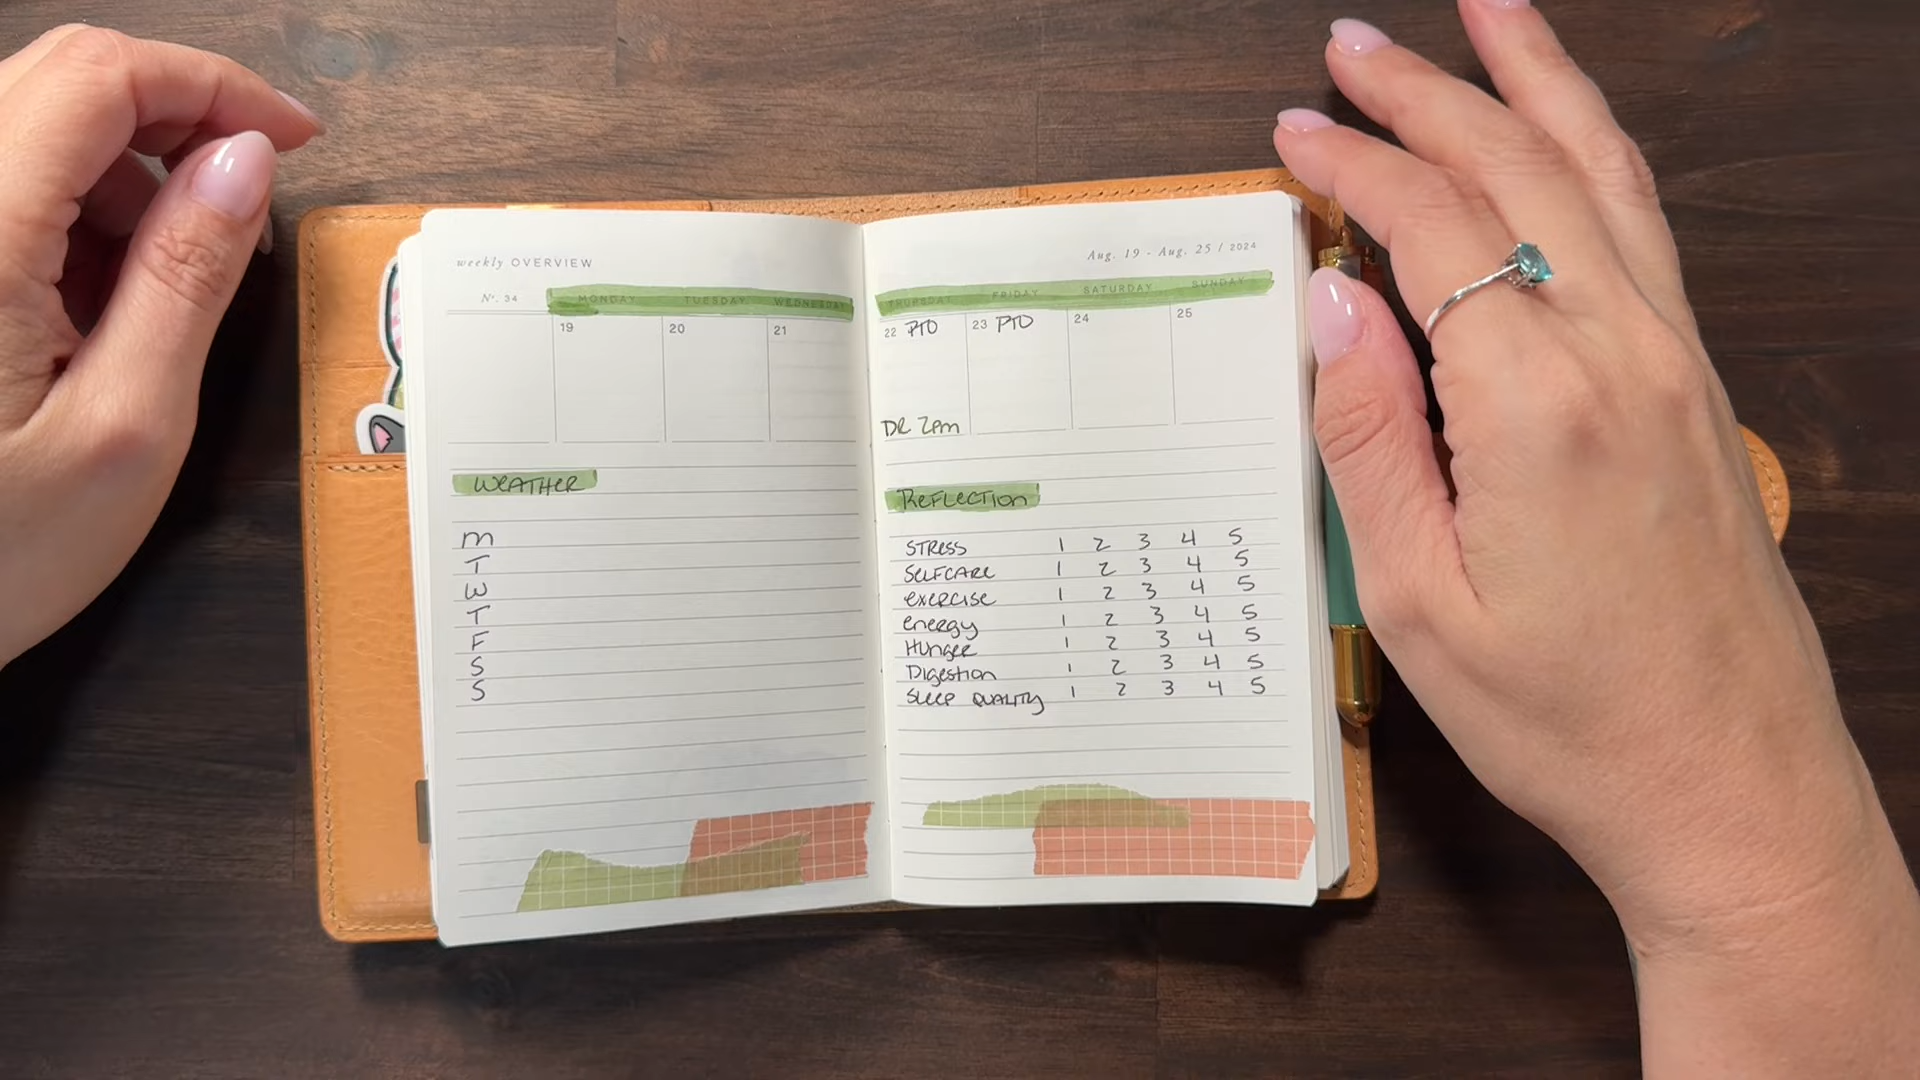 weekly OVERVIEW
Nº. 34 MONDAY TUESDAY WEDNESDAY
19 20 21
WEATHER
m
T
W
T
F
S
S
Aug. 19 - Aug. 25 / 2024
THURSDAY FRIDAY SATURDAY SUNDAY
22 PTO 23 PTO 24 25
DR 2pm
REFLECTION
STRESS 1 2 3 4 5
SELFCARE 1 2 3 4 5
exercise 1 2 3 4 5
energy 1 2 3 4 5
Hunger 1 2 3 4 5
Digestion 1 2 3 4 5
SLEEP QUALITY 1 2 3 4 5